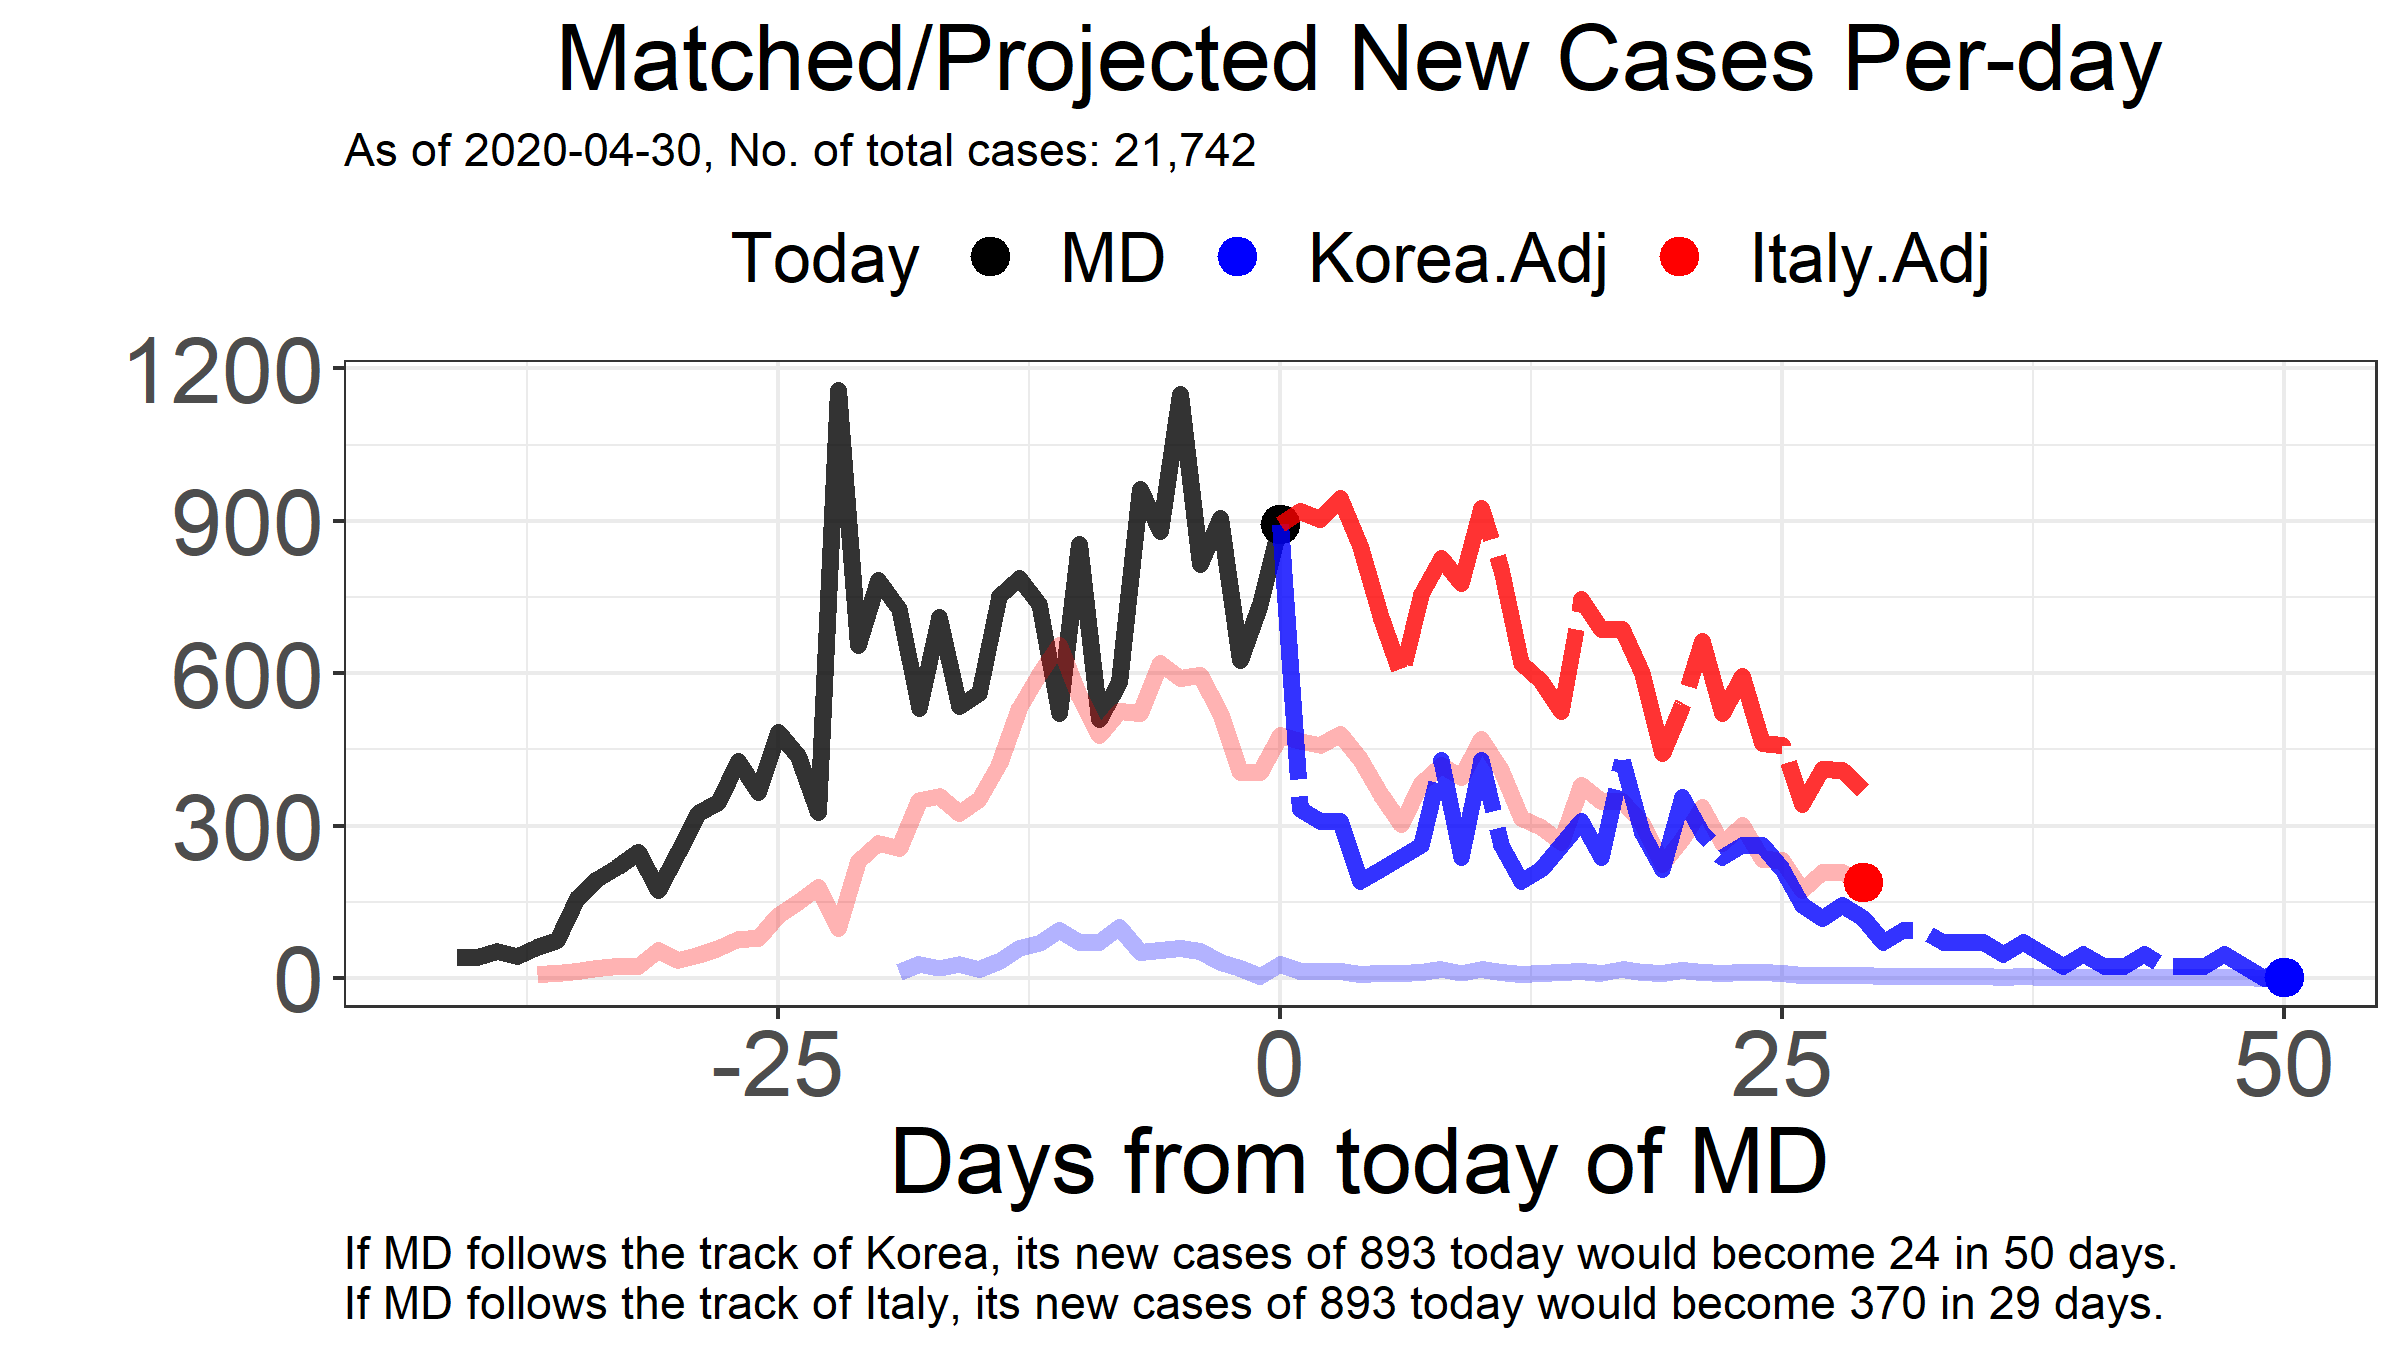 Matched/Projected New Cases Per-day
As of 2020-04-30, No. of total cases: 21,742
Today MD Korea.Adj Italy.Adj
1200
900
600
300
0
-25 0 25 50
Days from today of MD
If MD follows the track of Korea, its new cases of 893 today would become 24 in 50 days.
If MD follows the track of Italy, its new cases of 893 today would become 370 in 29 days.